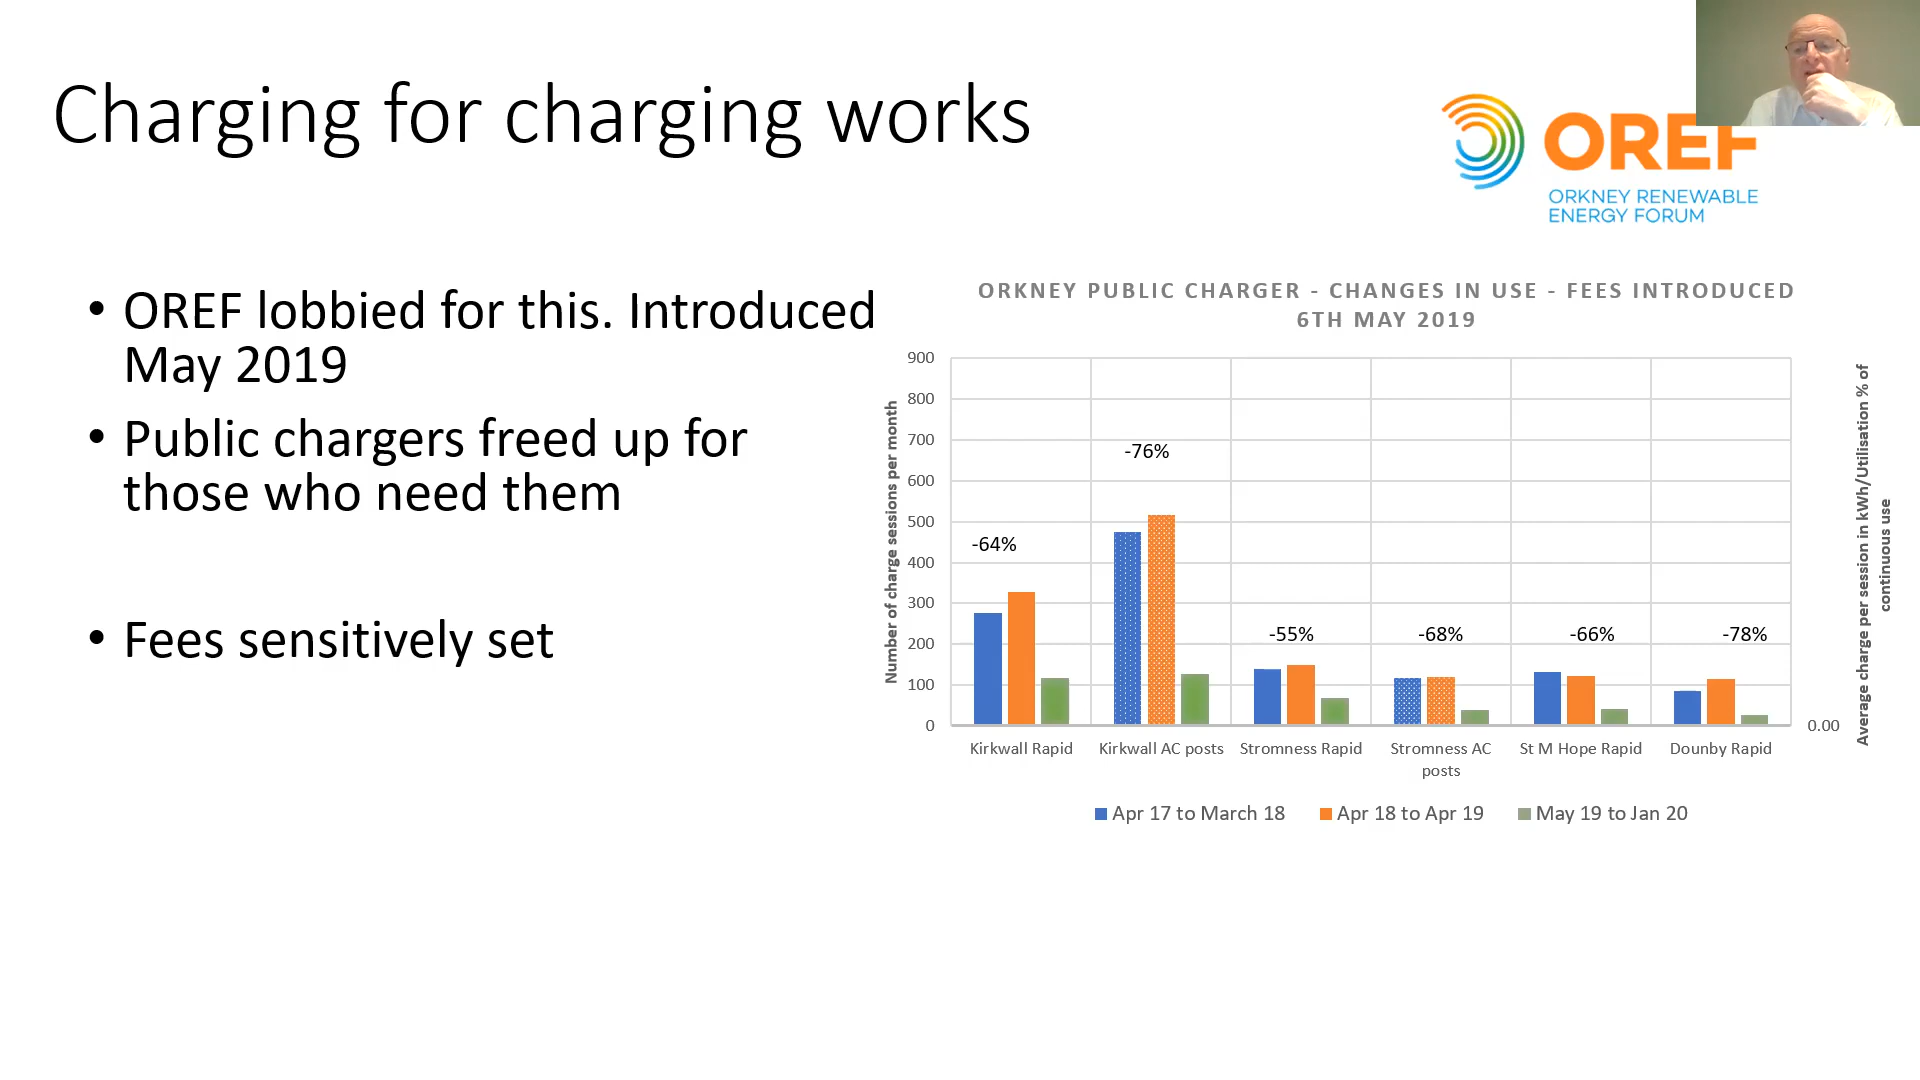 Charging for charging works
OREF
ORKNEY RENEWABLE
ENERGY FORUM
• OREF lobbied for this. Introduced
May 2019
• Public chargers freed up for
those who need them
• Fees sensitively set
ORKNEY PUBLIC CHARGER - CHANGES IN USE - FEES INTRODUCED
6TH MAY 2019
Number of charge sessions per month
900
800
700
600
500
400
300
200
100
0
-64%
-76%
-55%
-68%
-66%
-78%
Kirkwall Rapid
Kirkwall AC posts
Stromness Rapid
Stromness AC
posts
St M Hope Rapid
Dounby Rapid
0.00
Average charge per session in kWh/Utilisation % of
continuous use
Apr 17 to March 18
Apr 18 to Apr 19
May 19 to Jan 20